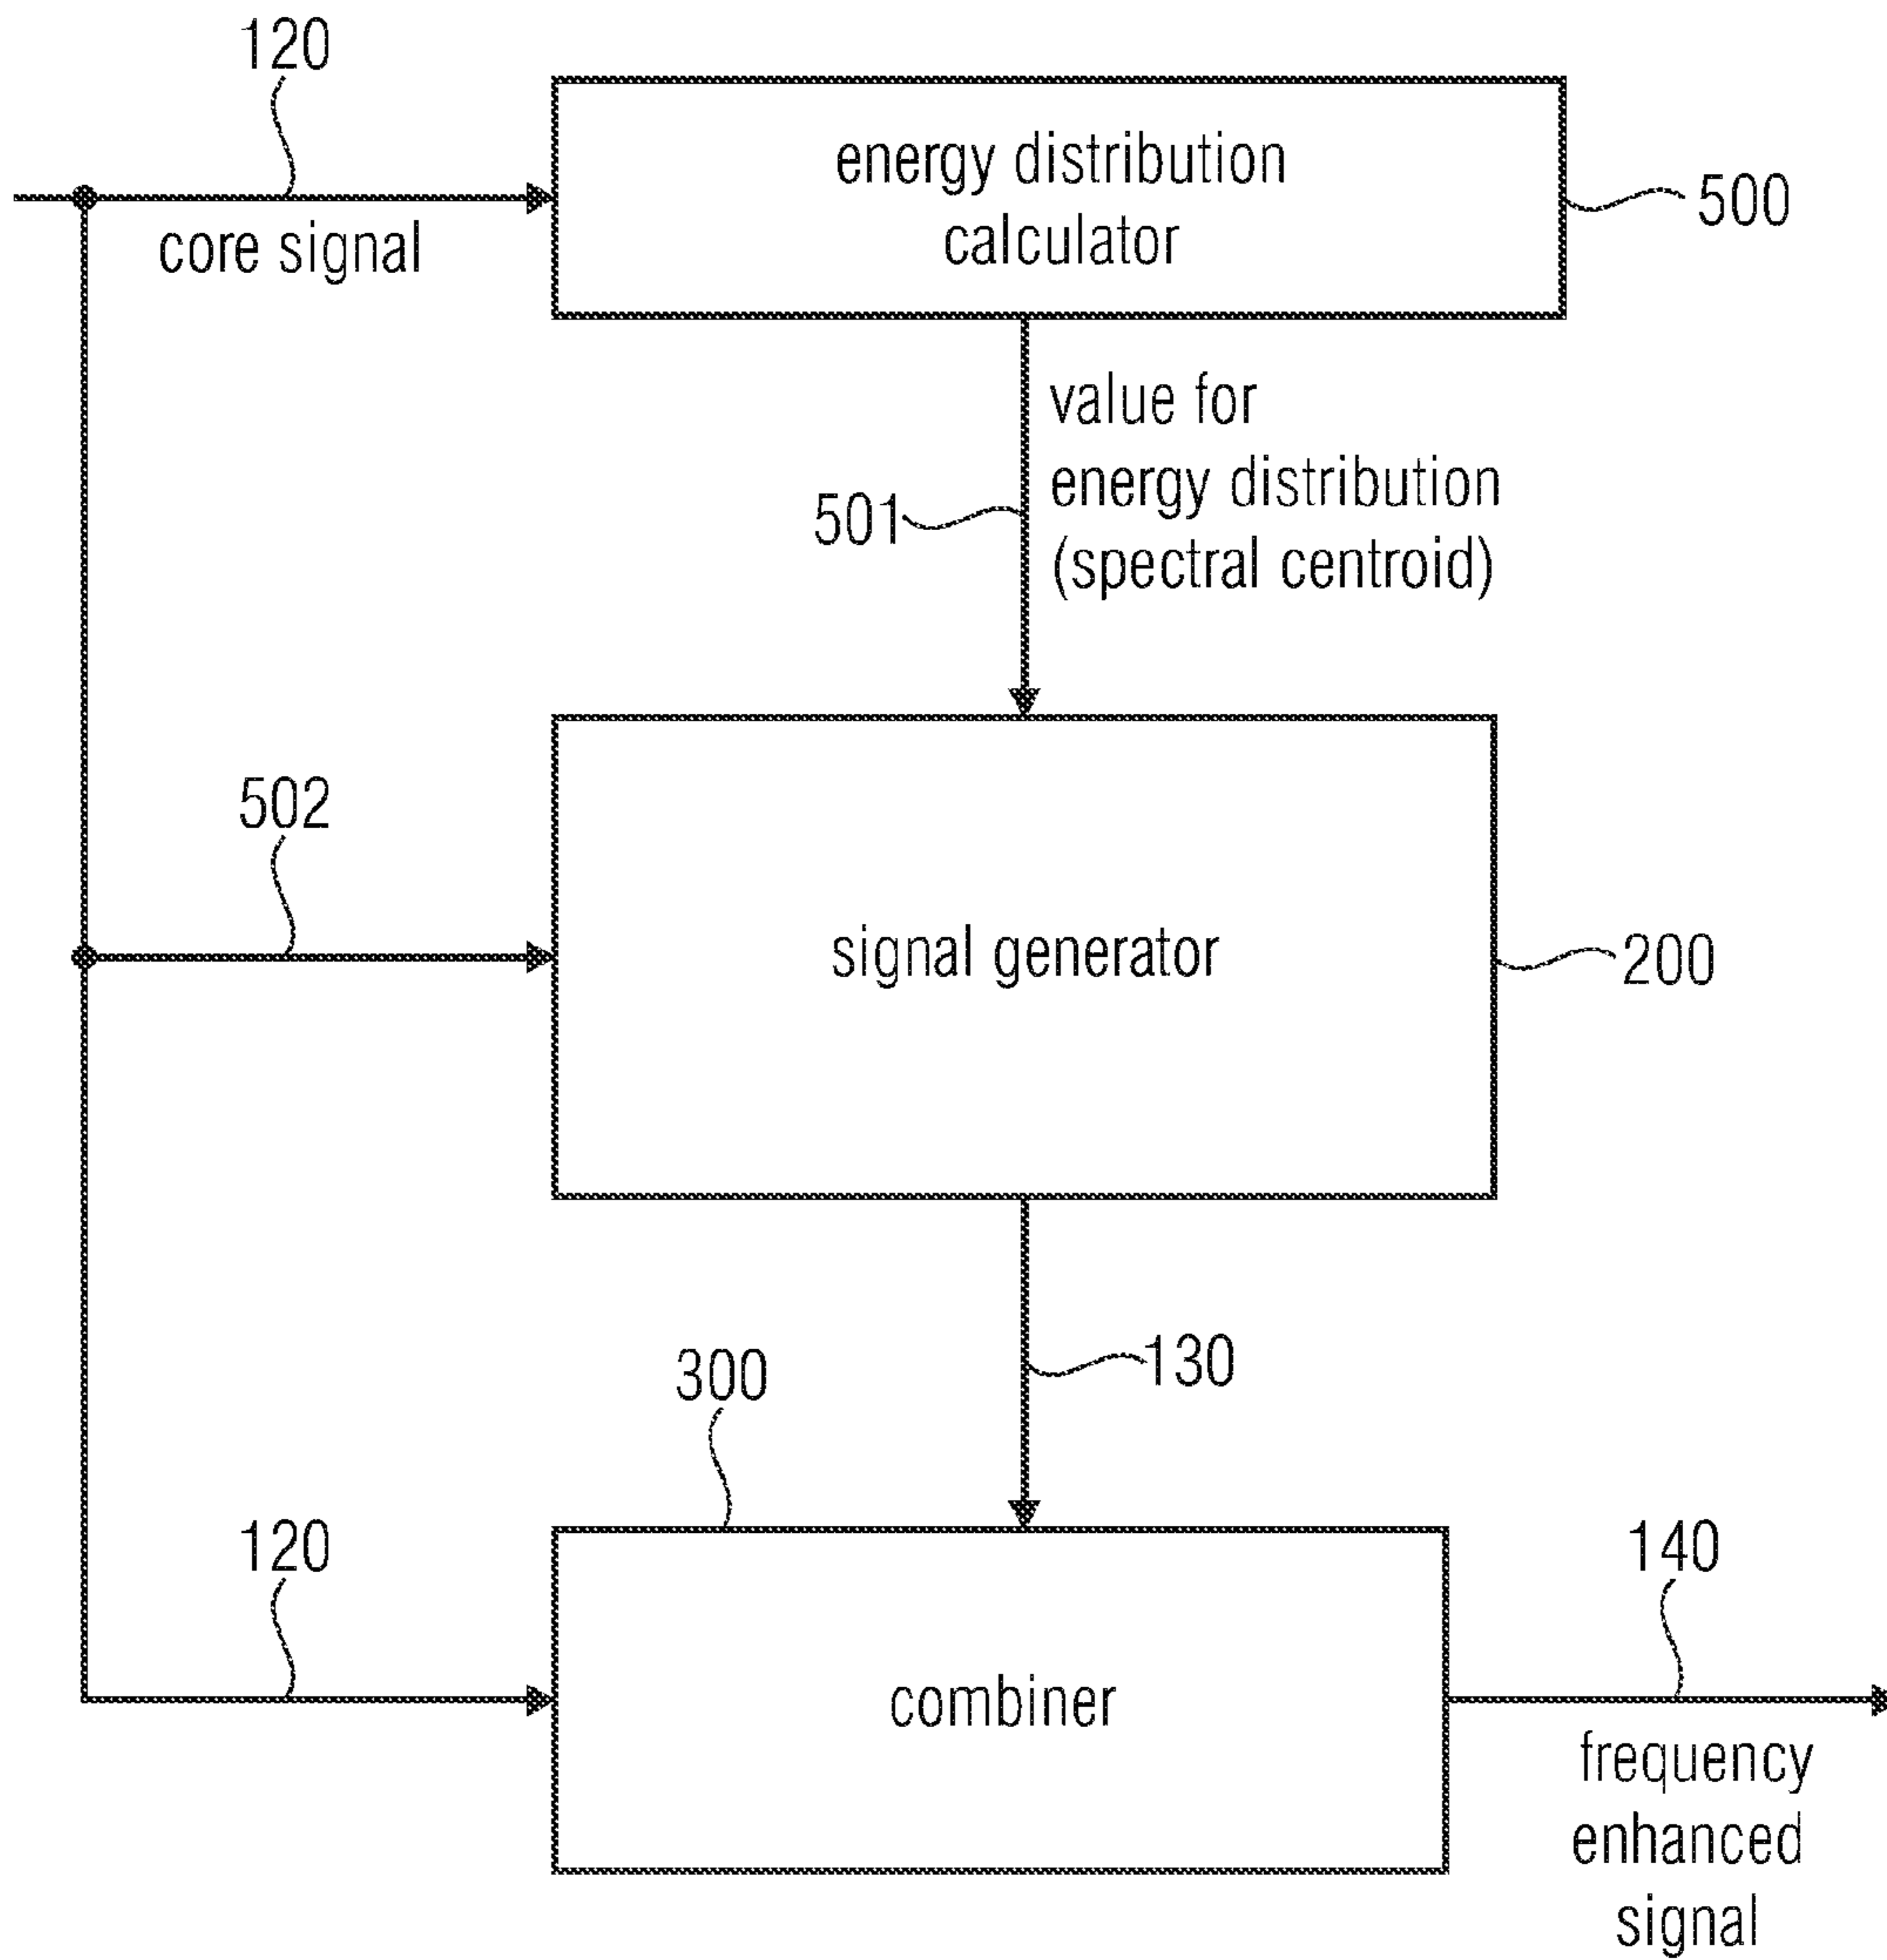 120
energy distribution
calculator
500
core signal
value for
energy distribution
(spectral centroid)
501
502
signal generator
200
130
300
120
combiner
140
frequency
enhanced
signal